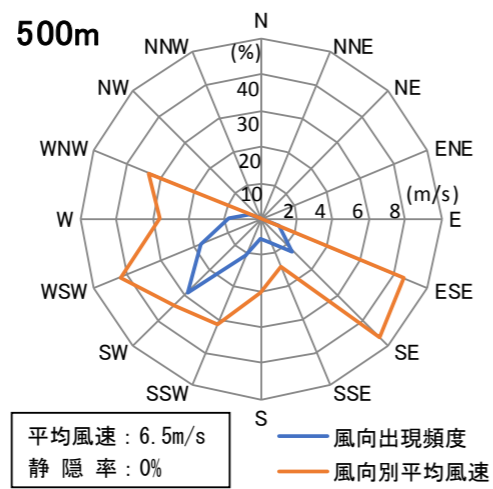 500m
N
NNW
NNE
(%)
NW
NE
40
30
WNW
ENE
20
10
(m/s)
W
2
4
6
8
E
WSW
ESE
SW
SE
SSW
SSE
S
平均風速：6.5m/s
静 隠 率：0%
風向出現頻度
風向別平均風速